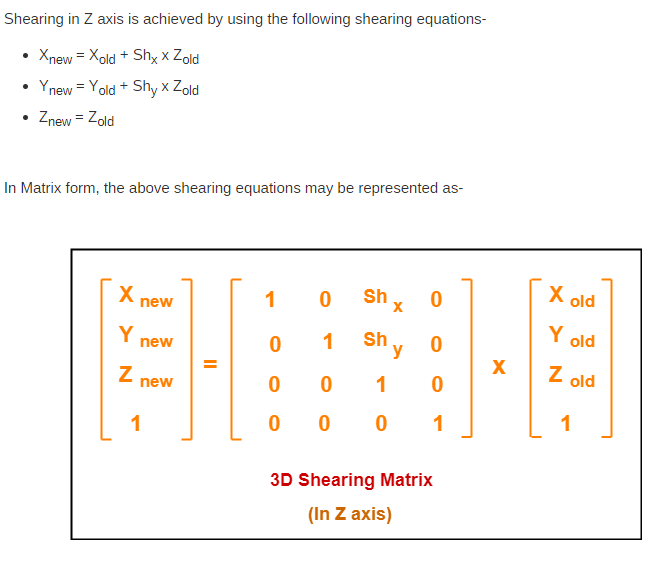 Shearing in Z axis is achieved by using the following shearing equations-
• Xnew = Xold + Shx x Zold
• Ynew = Yold + Shy x Zold
• Znew = Zold
In Matrix form, the above shearing equations may be represented as-
X new 1 0 Sh x 0 X old
Y new 0 1 Sh y 0 Y old
= x
Z new 0 0 1 0 Z old
1 0 0 0 1 1
3D Shearing Matrix
(In Z axis)